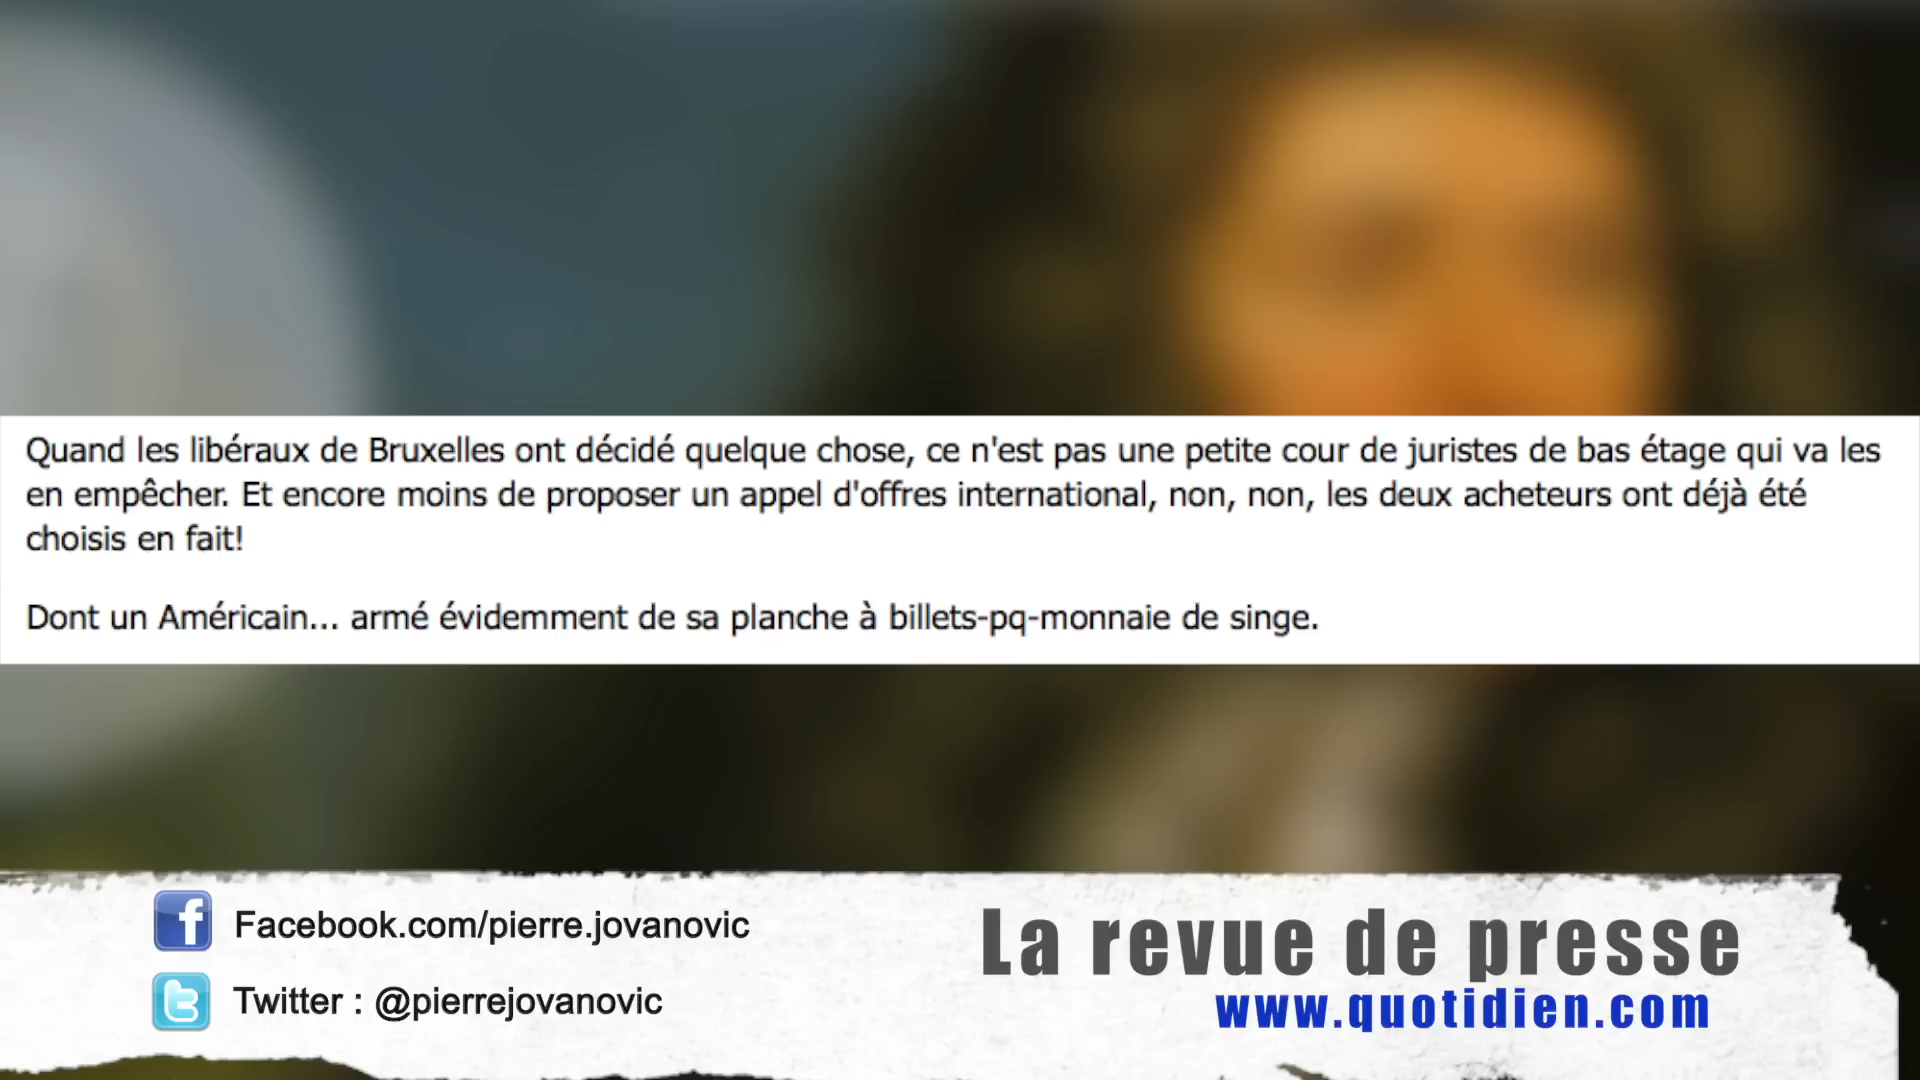 Quand les libéraux de Bruxelles ont décidé quelque chose, ce n'est pas une petite cour de juristes de bas étage qui va les
en empêcher. Et encore moins de proposer un appel d'offres international, non, non, les deux acheteurs ont déjà été
choisis en fait!
Dont un Américain... armé évidemment de sa planche à billets-pq-monnaie de singe.
Facebook.com/pierre.jovanovic
Twitter : @pierrejovanovic
La revue de presse
www.quotidien.com